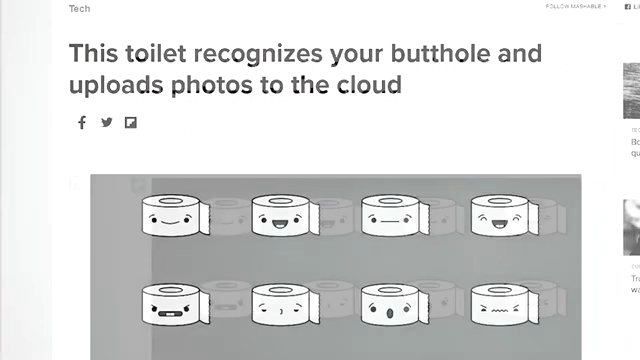 Tech
FOLLOW MASHABLE >
This toilet recognizes your butthole and
uploads photos to the cloud